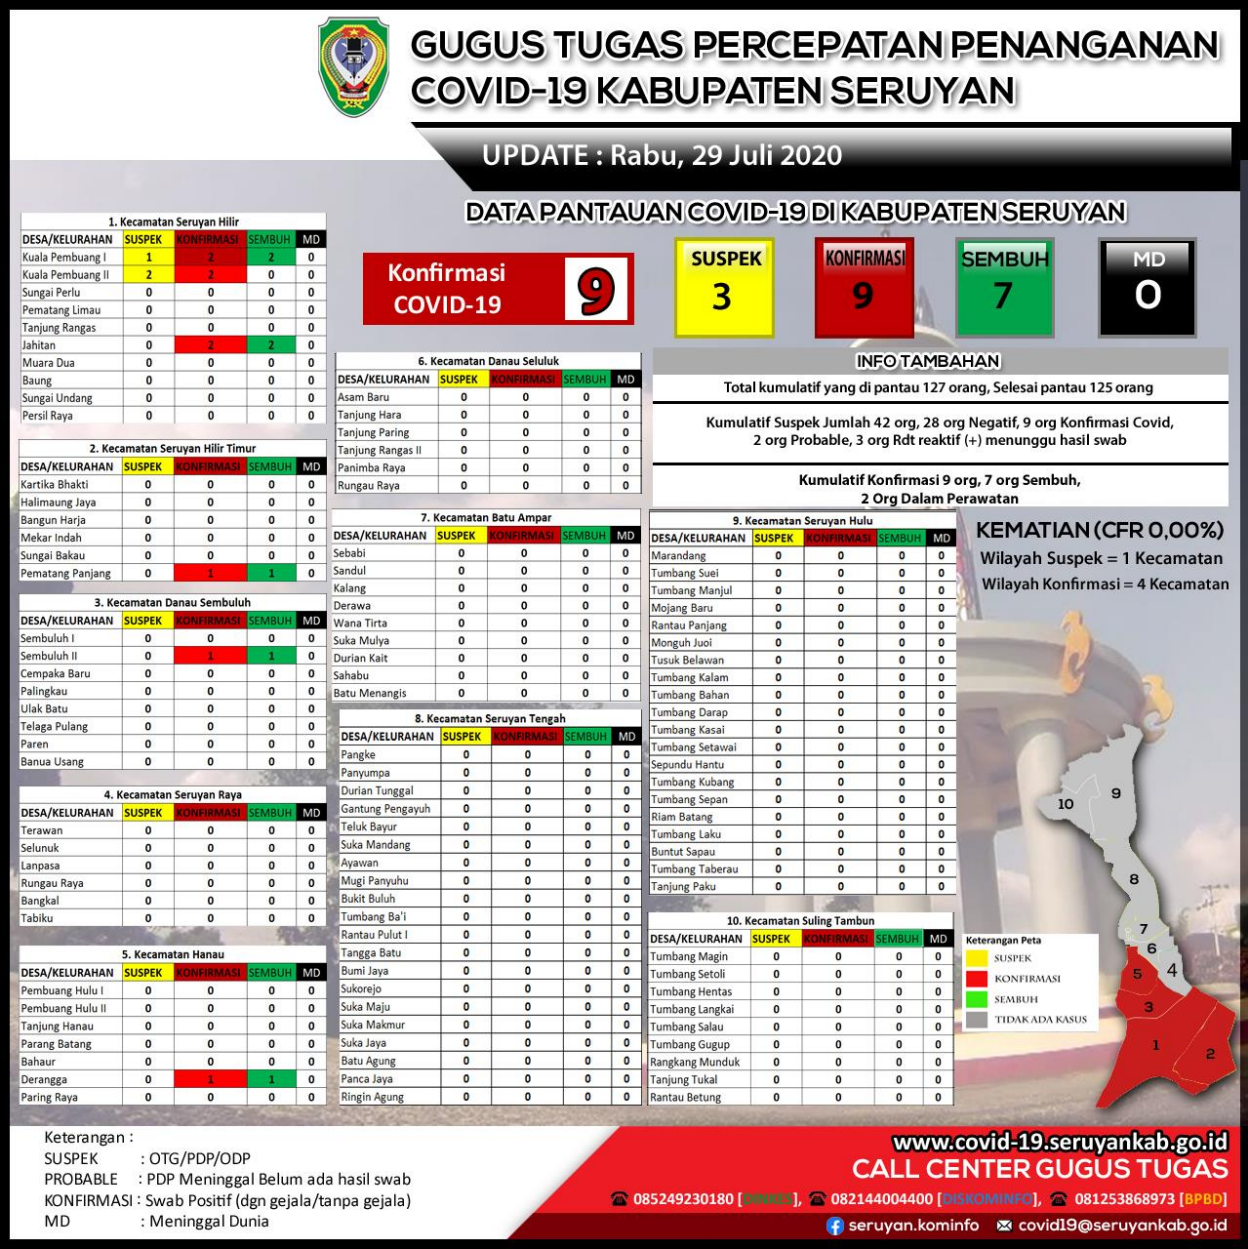 GUGUS TUGAS PERCEPATAN PENANGANAN
COVID-19 KABUPATEN SERUYAN
UPDATE : Rabu, 29 Juli 2020
DATA PANTAUAN COVID-19 DI KABUPATEN SERUYAN
Konfirmasi
COVID-19
9
SUSPEK
3
KONFIRMASI
9
SEMBUH
7
MD
0
INFO TAMBAHAN
Total kumulatif yang di pantau 127 orang, Selesai pantau 125 orang
Kumulatif Suspek Jumlah 42 org, 28 org Negatif, 9 org Konfirmasi Covid,
2 org Probable, 3 org Rdt reaktif (+) menunggu hasil swab
Kumulatif Konfirmasi 9 org, 7 org Sembuh,
2 Org Dalam Perawatan
KEMATIAN (CFR 0,00%)
Wilayah Suspek = 1 Kecamatan
Wilayah Konfirmasi = 4 Kecamatan
1. Kecamatan Seruyan Hilir
DESA/KELURAHAN SUSPEK KONFIRMASI SEMBUH MD
Kuala Pembuang I 1 2 2 0
Kuala Pembuang II 2 2 0 0
Sungai Perlu 0 0 0 0
Pematang Limau 0 0 0 0
Tanjung Rangas 0 0 0 0
Jahitan 0 2 2 0
Muara Dua 0 0 0 0
Baung 0 0 0 0
Sungai Undang 0 0 0 0
Persil Raya 0 0 0 0
2. Kecamatan Seruyan Hilir Timur
DESA/KELURAHAN SUSPEK KONFIRMASI SEMBUH MD
Kartika Bhakti 0 0 0 0
Halimaung Jaya 0 0 0 0
Bangun Harja 0 0 0 0
Mekar Indah 0 0 0 0
Sungai Bakau 0 0 0 0
Pematang Panjang 0 1 1 0
3. Kecamatan Danau Sembuluh
DESA/KELURAHAN SUSPEK KONFIRMASI SEMBUH MD
Sembuluh I 0 0 0 0
Sembuluh II 0 1 1 0
Cempaka Baru 0 0 0 0
Palingkau 0 0 0 0
Ulak Batu 0 0 0 0
Telaga Pulang 0 0 0 0
Paren 0 0 0 0
Banua Usang 0 0 0 0
4. Kecamatan Seruyan Raya
DESA/KELURAHAN SUSPEK KONFIRMASI SEMBUH MD
Terawan 0 0 0 0
Selunuk 0 0 0 0
Lanpasa 0 0 0 0
Rungau Raya 0 0 0 0
Bangkal 0 0 0 0
Tabiku 0 0 0 0
5. Kecamatan Hanau
DESA/KELURAHAN SUSPEK KONFIRMASI SEMBUH MD
Pembuang Hulu I 0 0 0 0
Pembuang Hulu II 0 0 0 0
Tanjung Hanau 0 0 0 0
Parang Batang 0 0 0 0
Bahaur 0 0 0 0
Derangga 0 1 1 0
Paring Raya 0 0 0 0
6. Kecamatan Danau Seluluk
DESA/KELURAHAN SUSPEK KONFIRMASI SEMBUH MD
Asam Baru 0 0 0 0
Tanjung Hara 0 0 0 0
Tanjung Paring 0 0 0 0
Tanjung Rangas II 0 0 0 0
Panimba Raya 0 0 0 0
Rungau Raya 0 0 0 0
7. Kecamatan Batu Ampar
DESA/KELURAHAN SUSPEK KONFIRMASI SEMBUH MD
Sebabi 0 0 0 0
Sandul 0 0 0 0
Kalang 0 0 0 0
Derawa 0 0 0 0
Wana Tirta 0 0 0 0
Suka Mulya 0 0 0 0
Durian Kait 0 0 0 0
Sahabu 0 0 0 0
Batu Menangis 0 0 0 0
8. Kecamatan Seruyan Tengah
DESA/KELURAHAN SUSPEK KONFIRMASI SEMBUH MD
Pangke 0 0 0 0
Panyumpa 0 0 0 0
Durian Tunggal 0 0 0 0
Gantung Pengayuh 0 0 0 0
Teluk Bayur 0 0 0 0
Suka Mandang 0 0 0 0
Ayawan 0 0 0 0
Mugi Panyuhu 0 0 0 0
Bukit Buluh 0 0 0 0
Tumbang Ba'i 0 0 0 0
Rantau Pulut I 0 0 0 0
Tangga Batu 0 0 0 0
Bumi Jaya 0 0 0 0
Sukorejo 0 0 0 0
Suka Maju 0 0 0 0
Suka Makmur 0 0 0 0
Suka Jaya 0 0 0 0
Batu Agung 0 0 0 0
Panca Jaya 0 0 0 0
Ringin Agung 0 0 0 0
9. Kecamatan Seruyan Hulu
DESA/KELURAHAN SUSPEK KONFIRMASI SEMBUH MD
Marandang 0 0 0 0
Tumbang Suei 0 0 0 0
Tumbang Manjul 0 0 0 0
Mojang Baru 0 0 0 0
Rantau Panjang 0 0 0 0
Monguh Juoi 0 0 0 0
Tusuk Belawan 0 0 0 0
Tumbang Kalam 0 0 0 0
Tumbang Bahan 0 0 0 0
Tumbang Darap 0 0 0 0
Tumbang Kasai 0 0 0 0
Tumbang Setawai 0 0 0 0
Sepundu Hantu 0 0 0 0
Tumbang Kubang 0 0 0 0
Tumbang Sepan 0 0 0 0
Riam Batang 0 0 0 0
Tumbang Laku 0 0 0 0
Buntut Sapau 0 0 0 0
Tumbang Taberau 0 0 0 0
Tanjung Paku 0 0 0 0
10. Kecamatan Suling Tambun
DESA/KELURAHAN SUSPEK KONFIRMASI SEMBUH MD
Tumbang Magin 0 0 0 0
Tumbang Setoli 0 0 0 0
Tumbang Hentas 0 0 0 0
Tumbang Langkai 0 0 0 0
Tumbang Salau 0 0 0 0
Tumbang Gugup 0 0 0 0
Rangkang Munduk 0 0 0 0
Tanjung Tukal 0 0 0 0
Rantau Betung 0 0 0 0
Keterangan Peta
SUSPEK
KONFIRMASI
SEMBUH
TIDAK ADA KASUS
10 9
8
7
6
5 4
3
1 2
Keterangan :
SUSPEK : OTG/PDP/ODP
PROBABLE : PDP Meninggal Belum ada hasil swab
KONFIRMASI : Swab Positif (dgn gejala/tanpa gejala)
MD : Meninggal Dunia
www.covid-19.seruyankab.go.id
CALL CENTER GUGUS TUGAS
085249230180 [DINKES], 082144004400 [DISKOMINFO], 081253868973 [BPBD]
seruyan.kominfo covid19@seruyankab.go.id